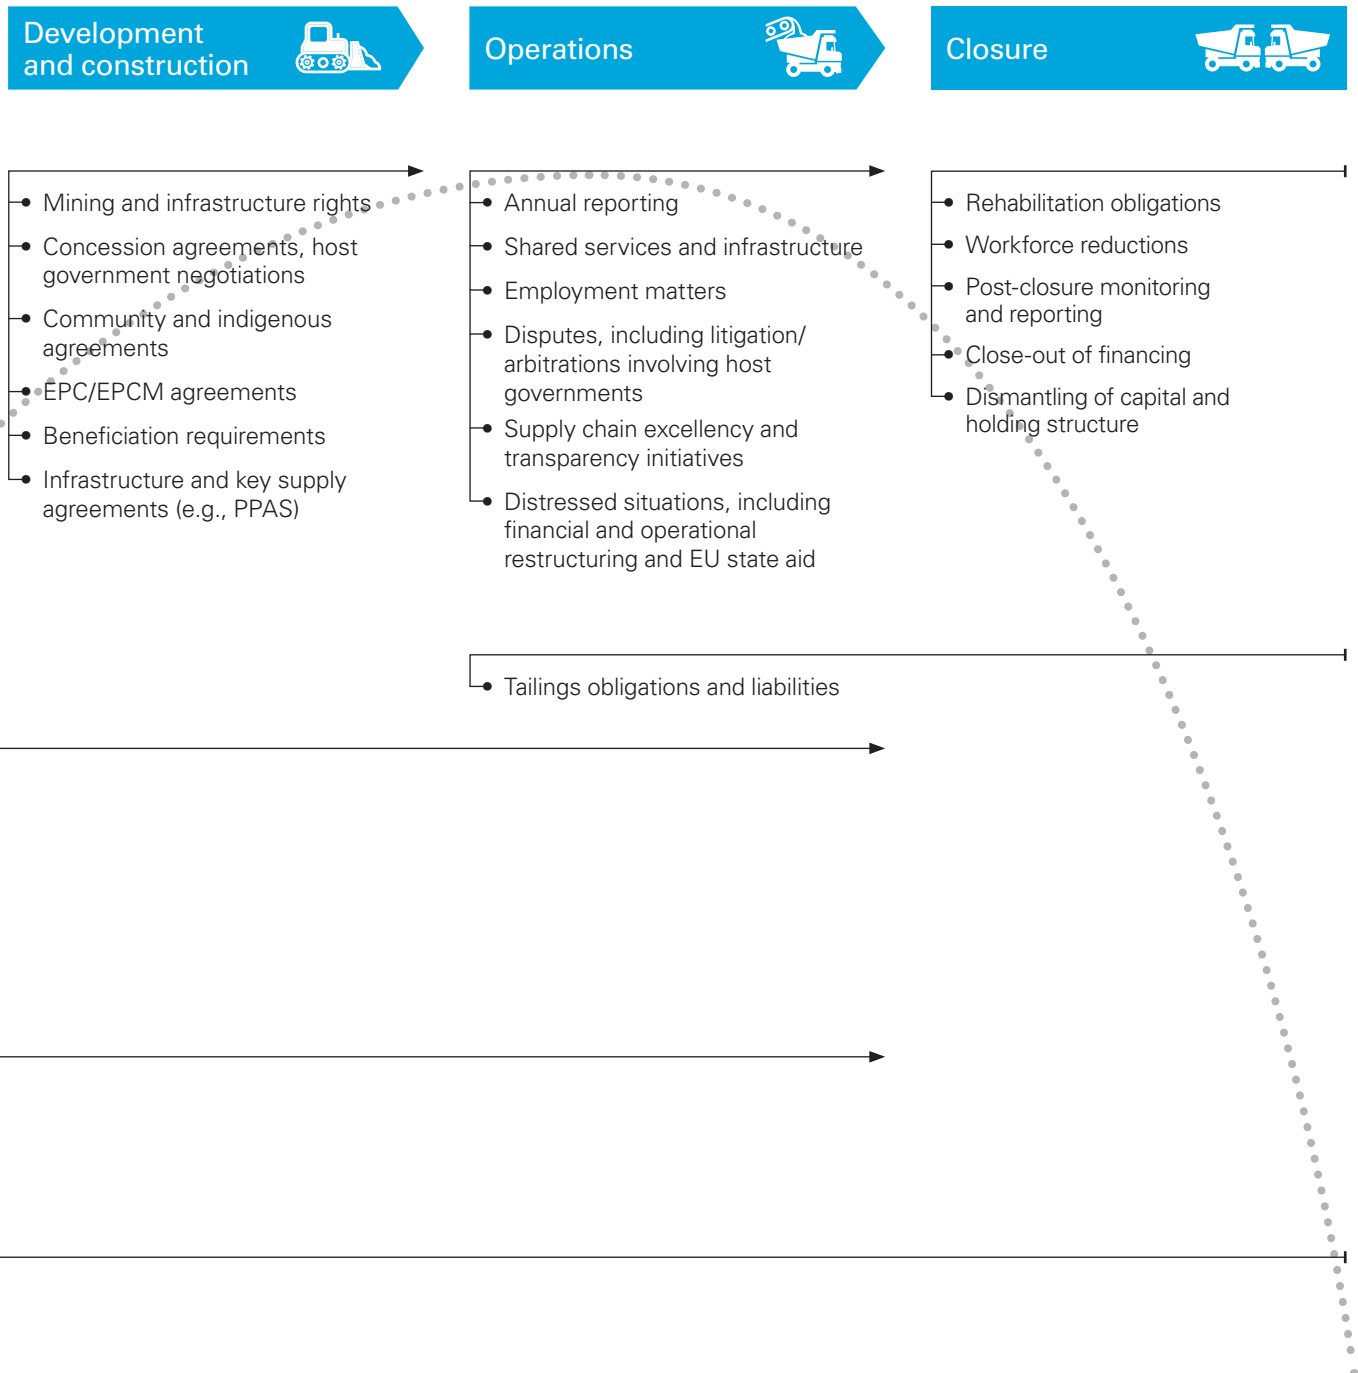 Development
and construction
Operations
Closure
Mining and infrastructure rights
Concession agreements, host
government negotiations
Community and indigenous
agreements
EPC/EPCM agreements
Beneficiation requirements
Infrastructure and key supply
agreements (e.g., PPAS)
Annual reporting
Shared services and infrastructure
Employment matters
Disputes, including litigation/
arbitrations involving host
governments
Supply chain excellency and
transparency initiatives
Distressed situations, including
financial and operational
restructuring and EU state aid
Rehabilitation obligations
Workforce reductions
Post-closure monitoring
and reporting
Close-out of financing
Dismantling of capital and
holding structure
Tailings obligations and liabilities